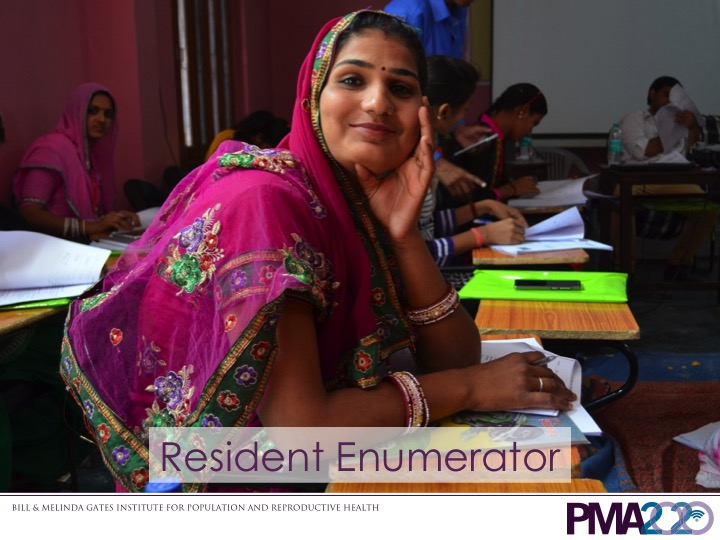 Resident Enumerator
BILL & MELINDA GATES INSTITUTE FOR POPULATION AND REPRODUCTIVE HEALTH
PMA2020